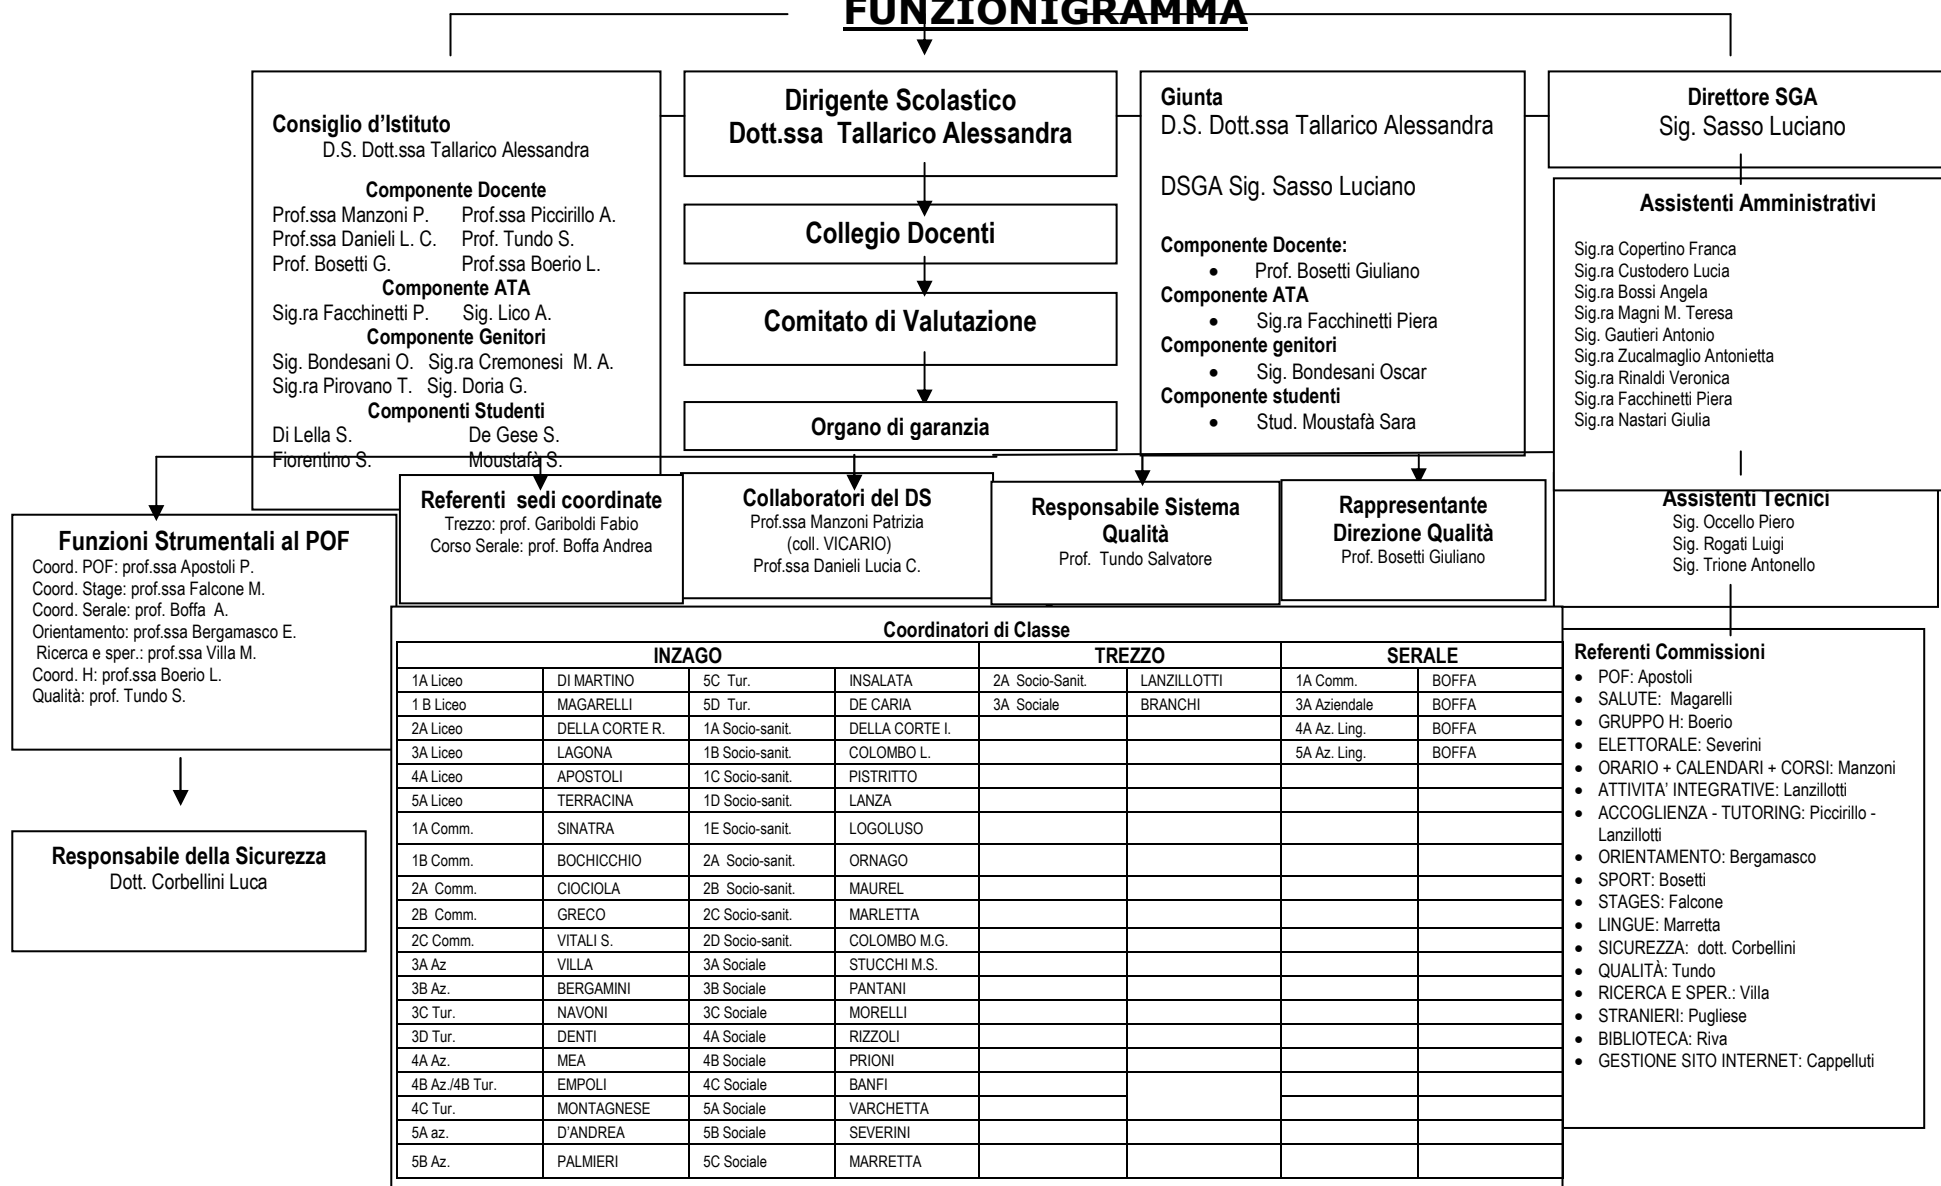 FUNZIONIGRAMMA
Consiglio d’Istituto
D.S. Dott.ssa Tallarico Alessandra
Componente Docente
Prof.ssa Manzoni P. Prof.ssa Piccirillo A.
Prof.ssa Danieli L. C. Prof. Tundo S.
Prof. Bosetti G. Prof.ssa Boerio L.
Componente ATA
Sig.ra Facchinetti P. Sig. Lico A.
Componente Genitori
Sig. Bondesani O. Sig.ra Cremonesi M. A.
Sig.ra Pirovano T. Sig. Doria G.
Componenti Studenti
Di Lella S. De Gese S.
Fiorentino S. Moustafà S.
Dirigente Scolastico
Dott.ssa Tallarico Alessandra
Collegio Docenti
Comitato di Valutazione
Organo di garanzia
Giunta
D.S. Dott.ssa Tallarico Alessandra
DSGA Sig. Sasso Luciano
Componente Docente:
• Prof. Bosetti Giuliano
Componente ATA
• Sig.ra Facchinetti Piera
Componente genitori
• Sig. Bondesani Oscar
Componente studenti
• Stud. Moustafà Sara
Direttore SGA
Sig. Sasso Luciano
Assistenti Amministrativi
Sig.ra Copertino Franca
Sig.ra Custodero Lucia
Sig.ra Bossi Angela
Sig.ra Magni M. Teresa
Sig. Gautieri Antonio
Sig.ra Zucalmaglio Antonietta
Sig.ra Rinaldi Veronica
Sig.ra Facchinetti Piera
Sig.ra Nastari Giulia
Funzioni Strumentali al POF
Coord. POF: prof.ssa Apostoli P.
Coord. Stage: prof.ssa Falcone M.
Coord. Serale: prof. Boffa A.
Orientamento: prof.ssa Bergamasco E.
Ricerca e sper.: prof.ssa Villa M.
Coord. H: prof.ssa Boerio L.
Qualità: prof. Tundo S.
Referenti sedi coordinate
Trezzo: prof. Gariboldi Fabio
Corso Serale: prof. Boffa Andrea
Collaboratori del DS
Prof.ssa Manzoni Patrizia
(coll. VICARIO)
Prof.ssa Danieli Lucia C.
Responsabile Sistema
Qualità
Prof. Tundo Salvatore
Rappresentante
Direzione Qualità
Prof. Bosetti Giuliano
Assistenti Tecnici
Sig. Occello Piero
Sig. Rogati Luigi
Sig. Trione Antonello
Responsabile della Sicurezza
Dott. Corbellini Luca
Coordinatori di Classe
INZAGO TREZZO SERALE
1A Liceo DI MARTINO 5C Tur. INSALATA 2A Socio-Sanit. LANZILLOTTI 1A Comm. BOFFA
1 B Liceo MAGARELLI 5D Tur. DE CARIA 3A Sociale BRANCHI 3A Aziendale BOFFA
2A Liceo DELLA CORTE R. 1A Socio-sanit. DELLA CORTE I. 4A Az. Ling. BOFFA
3A Liceo LAGONA 1B Socio-sanit. COLOMBO L. 5A Az. Ling. BOFFA
4A Liceo APOSTOLI 1C Socio-sanit. PISTRITTO
5A Liceo TERRACINA 1D Socio-sanit. LANZA
1A Comm. SINATRA 1E Socio-sanit. LOGOLUSO
1B Comm. BOCHICCHIO 2A Socio-sanit. ORNAGO
2A Comm. CIOCIOLA 2B Socio-sanit. MAUREL
2B Comm. GRECO 2C Socio-sanit. MARLETTA
2C Comm. VITALI S. 2D Socio-sanit. COLOMBO M.G.
3A Az VILLA 3A Sociale STUCCHI M.S.
3B Az. BERGAMINI 3B Sociale PANTANI
3C Tur. NAVONI 3C Sociale MORELLI
3D Tur. DENTI 4A Sociale RIZZOLI
4A Az. MEA 4B Sociale PRIONI
4B Az./4B Tur. EMPOLI 4C Sociale BANFI
4C Tur. MONTAGNESE 5A Sociale VARCHETTA
5A az. D’ANDREA 5B Sociale SEVERINI
5B Az. PALMIERI 5C Sociale MARRETTA
Referenti Commissioni
• POF: Apostoli
• SALUTE: Magarelli
• GRUPPO H: Boerio
• ELETTORALE: Severini
• ORARIO + CALENDARI + CORSI: Manzoni
• ATTIVITA’ INTEGRATIVE: Lanzillotti
• ACCOGLIENZA - TUTORING: Piccirillo -
Lanzillotti
• ORIENTAMENTO: Bergamasco
• SPORT: Bosetti
• STAGES: Falcone
• LINGUE: Marretta
• SICUREZZA: dott. Corbellini
• QUALITÀ: Tundo
• RICERCA E SPER.: Villa
• STRANIERI: Pugliese
• BIBLIOTECA: Riva
• GESTIONE SITO INTERNET: Cappelluti